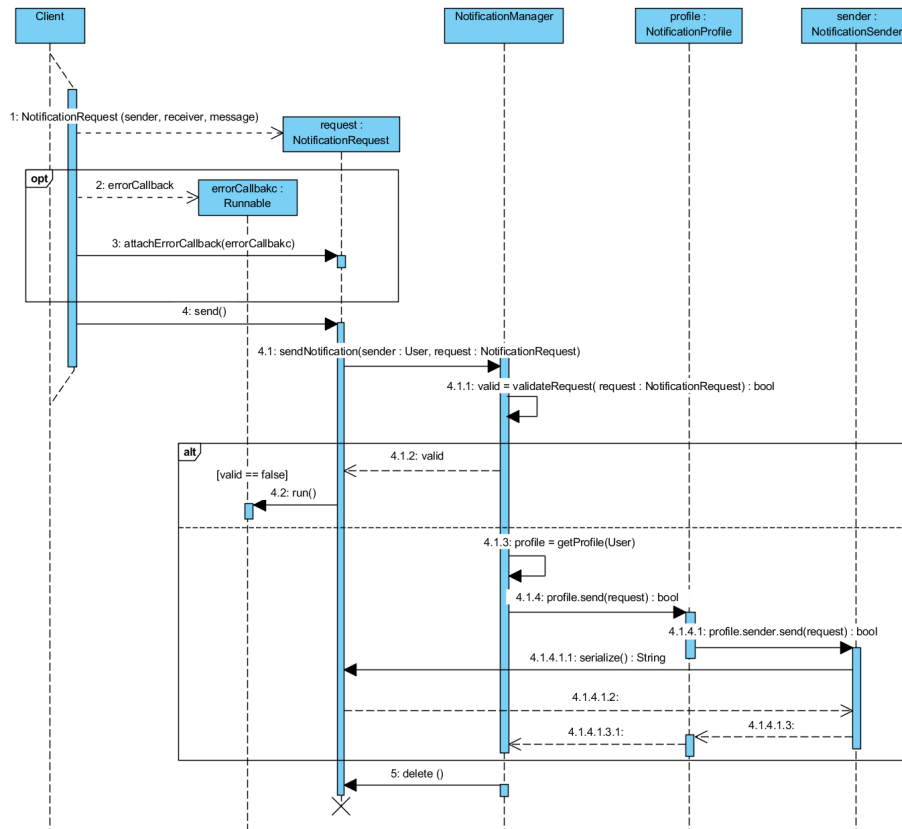 Client
NotificationManager
profile :
NotificationProfile
sender :
NotificationSender
1: NotificationRequest (sender, receiver, message)
request :
NotificationRequest
opt
2: errorCallback
errorCallbakc :
Runnable
3: attachErrorCallback(errorCallbakc)
4: send()
4.1: sendNotification(sender : User, request : NotificationRequest)
4.1.1: valid = validateRequest( request : NotificationRequest) : bool
alt
4.1.2: valid
[valid == false]
4.2: run()
4.1.3: profile = getProfile(User)
4.1.4: profile.send(request) : bool
4.1.4.1: profile.sender.send(request) : bool
4.1.4.1.1: serialize() : String
4.1.4.1.2:
4.1.4.1.3:
4.1.4.1.3.1:
5: delete ()